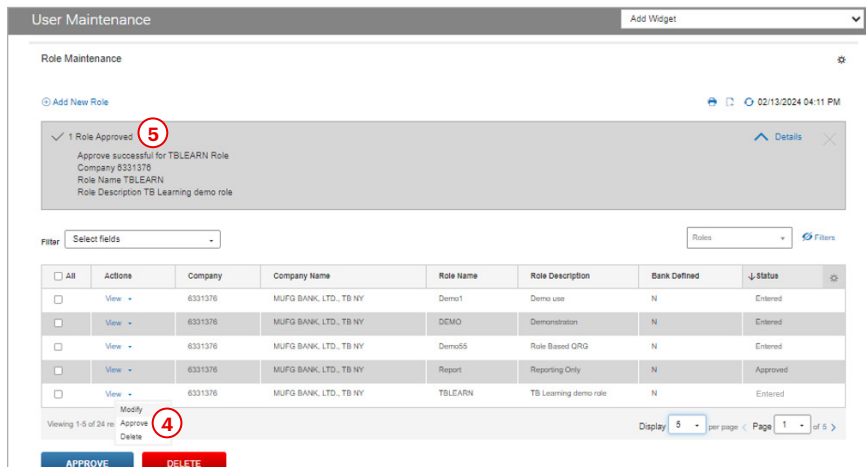 User Maintenance
Add Widget
Role Maintenance
Add New Role
02/13/2024 04:11 PM
1 Role Approved
5
Details
Approve successful for TBLEARN Role
Company 6331376
Role Name TBLEARN
Role Description TB Learning demo role
Filter Select fields
Roles
Filters
All Actions Company Company Name Role Name Role Description Bank Defined Status
View 6331376 MUFG BANK, LTD., TB NY Demo1 Demo use N Entered
View 6331376 MUFG BANK, LTD., TB NY DEMO Demonstraton N Entered
View 6331376 MUFG BANK, LTD., TB NY Demo55 Role Based QRG N Entered
View 6331376 MUFG BANK, LTD., TB NY Report Reporting Only N Approved
View 6331376 MUFG BANK, LTD., TB NY TBLEARN TB Learning demo role N Entered
Modify
Viewing 1-5 of 24 re Approve 4 Display 5 per page < Page 1 of 5 >
Delete
APPROVE DELETE